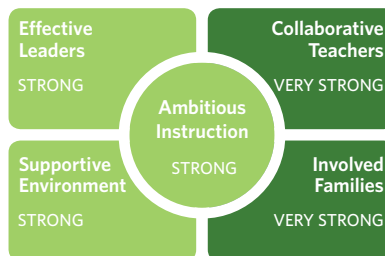 Effective
Leaders
STRONG
Collaborative
Teachers
VERY STRONG
Ambitious
Instruction
STRONG
Supportive
Environment
STRONG
Involved
Families
VERY STRONG